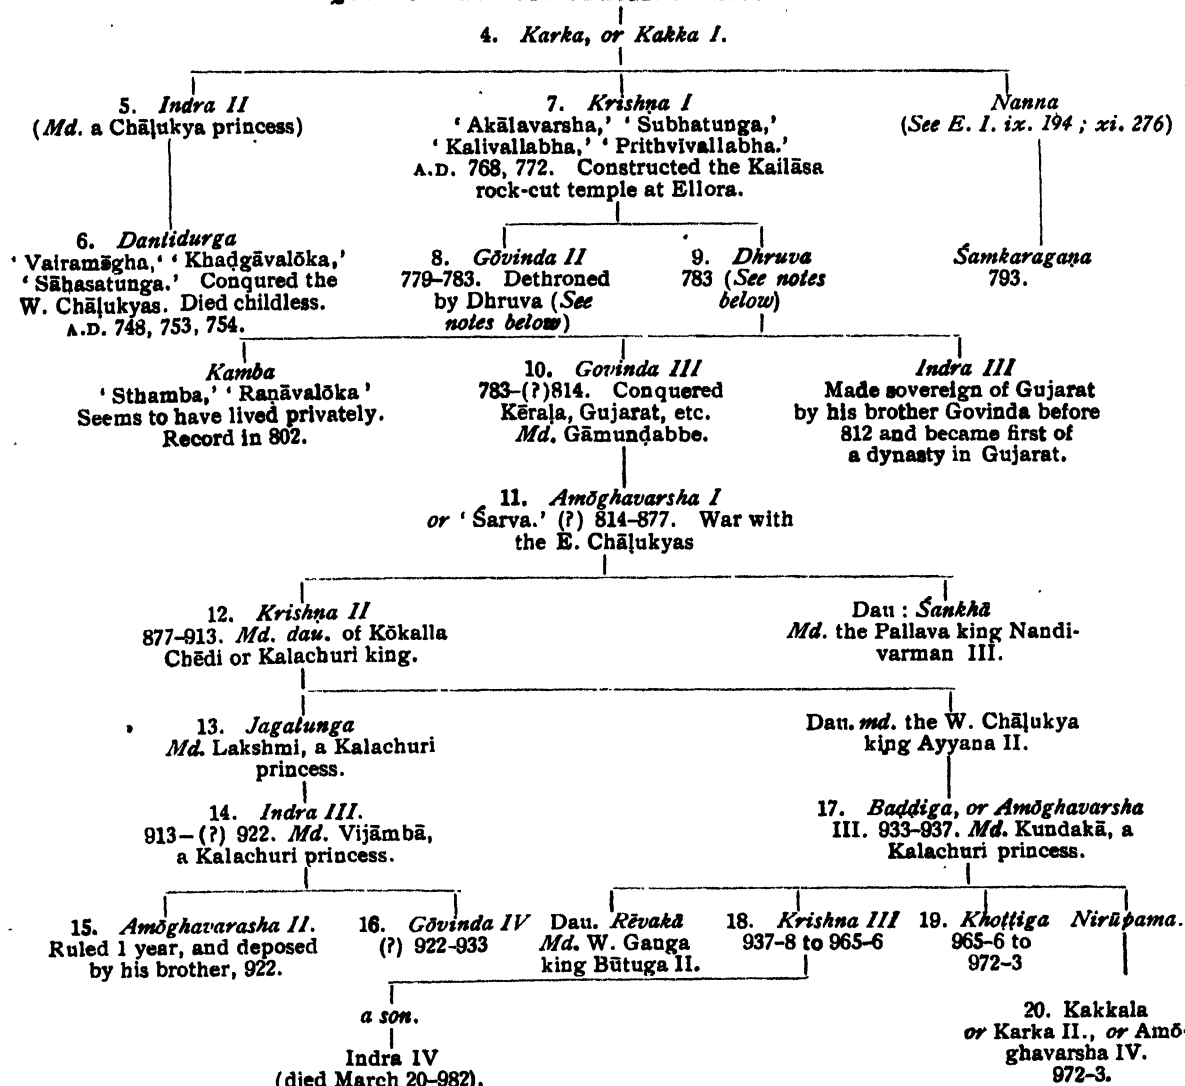 4. Karka, or Kakka I.
5. Indra II
(Md. a Chāḷukya princess)
7. Krishṇa I
‘ Akālavarsha,’ ‘ Subhatunga,’
‘ Kalivallabha,’ ‘ Prithvīvallabha.’
A.D. 768, 772. Constructed the Kailāsa
rock-cut temple at Ellora.
Nanna
(See E. I. ix. 194 ; xi. 276)
6. Dantidurga
‘ Vairamēgha,’ ‘ Khaḍgāvalōka,’
‘ Sāhasatunga.’ Conqured the
W. Chāḷukyas. Died childless.
A.D. 748, 753, 754.
8. Gōvinda II
779–783. Dethroned
by Dhruva (See
notes below)
9. Dhruva
783 (See notes
below)
Śamkaragaṇa
793.
Kamba
‘ Sthamba,’ ‘ Raṇāvalōka ’
Seems to have lived privately.
Record in 802.
10. Govinda III
783–(?)814. Conquered
Kēraḷa, Gujarat, etc.
Md. Gāmuṇḍabbe.
Indra III
Made sovereign of Gujarat
by his brother Govinda before
812 and became first of
a dynasty in Gujarat.
11. Amōghavarsha I
or ‘ Śarva.’ (?) 814–877. War with
the E. Chāḷukyas
12. Krishṇa II
877–913. Md. dau. of Kōkalla
Chēdi or Kalachuri king.
Dau : Śankhā
Md. the Pallava king Nandi-
varman III.
13. Jagatunga
Md. Lakshmi, a Kalachuri
princess.
Dau. md. the W. Chāḷukya
king Ayyana II.
14. Indra III.
913– (?) 922. Md. Vijāmbā,
a Kalachuri princess.
17. Baḍḍiga, or Amōghavarsha
III. 933–937. Md. Kundakā, a
Kalachuri princess.
15. Amōghavarasha II.
Ruled 1 year, and deposed
by his brother, 922.
16. Gōvinda IV
(?) 922–933
Dau. Rēvakā
Md. W. Ganga
king Būtuga II.
18. Krishṇa III
937–8 to 965–6
19. Khoṭṭiga
965–6 to
972–3
Nirūpama.
a son.
Indra IV
(died March 20–982).
20. Kakkala
or Karka II., or Amō-
ghavarsha IV.
972–3.